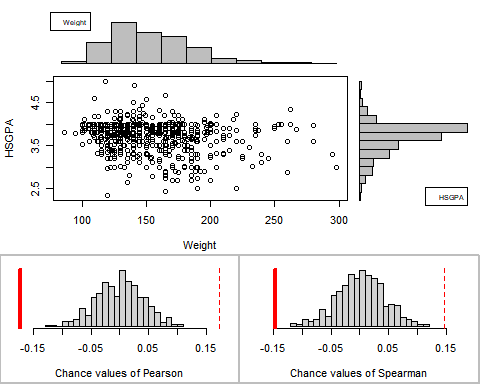 Weight
HSGPA
4.5
3.5
2.5
HSGPA
100 150 200 250 300
Weight
-0.15 -0.05 0.05 0.15
Chance values of Pearson
-0.15 -0.05 0.05 0.15
Chance values of Spearman